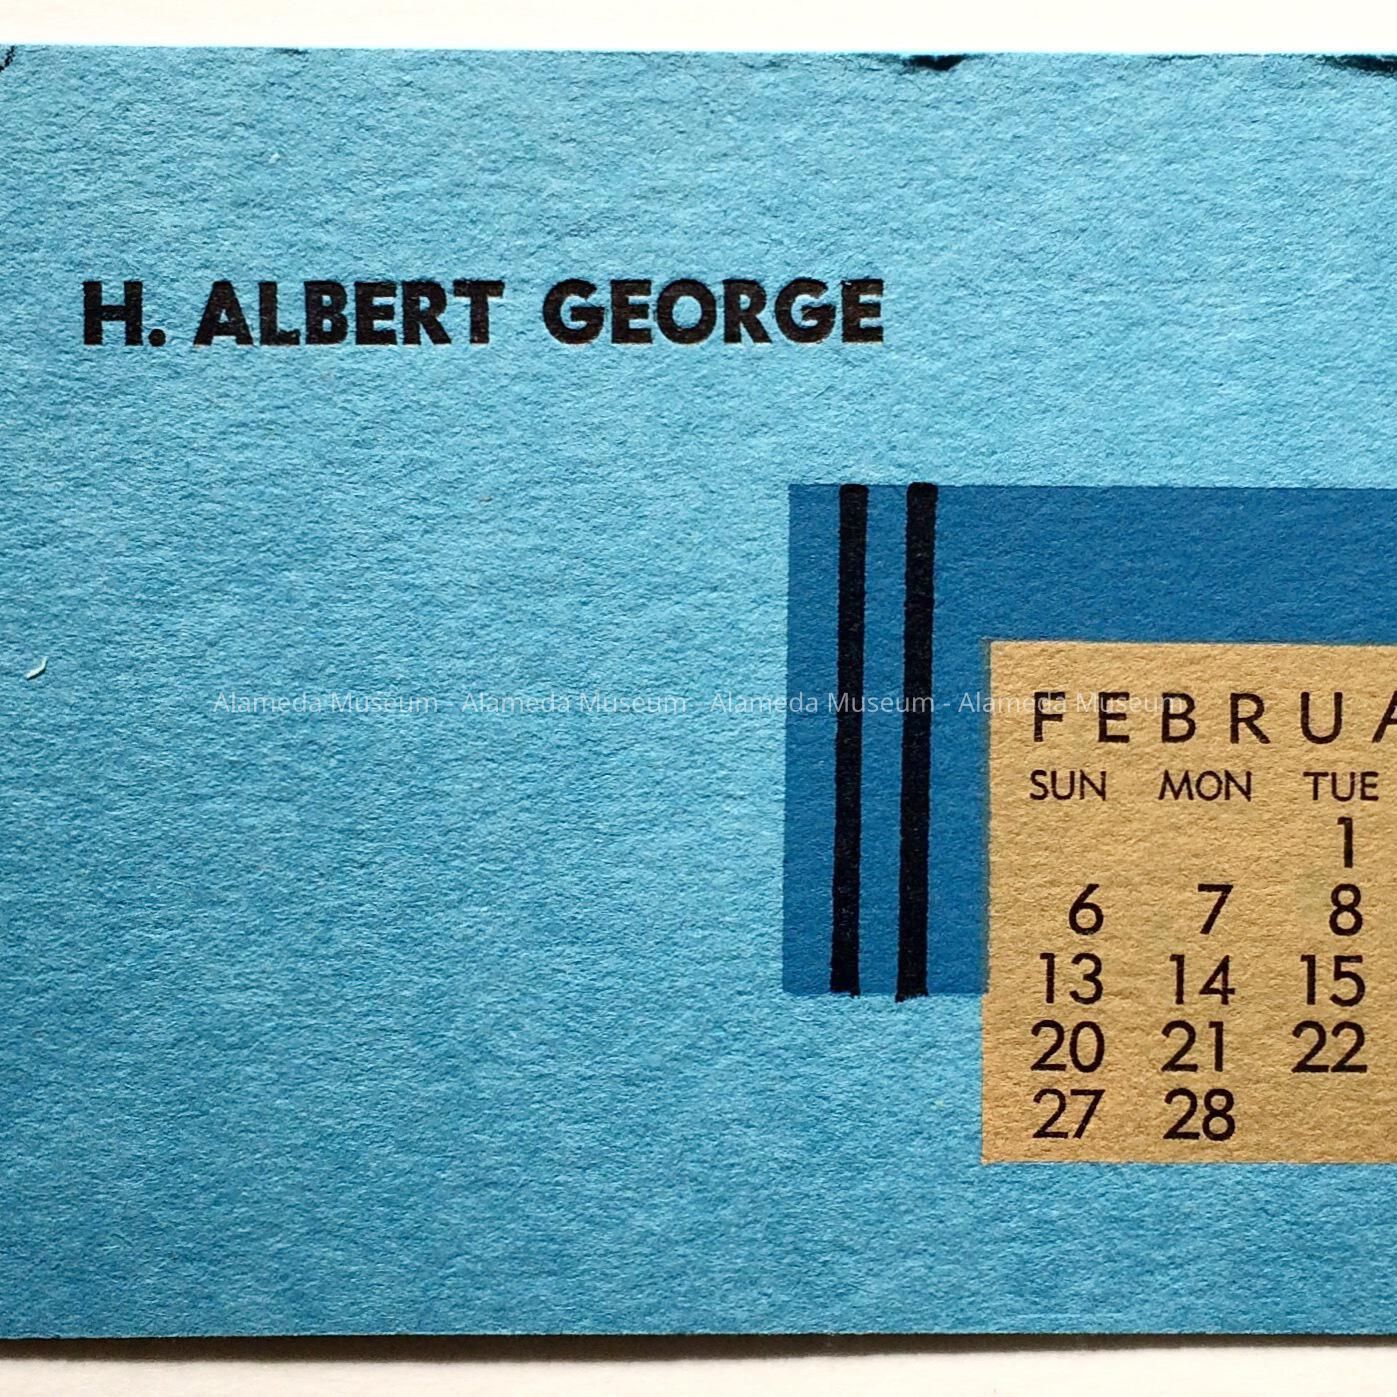 H. ALBERT GEORGE
Alameda Museum - Alameda Museum - Alameda Museum - Alameda Museum
FEBRUA
SUN MON TUE
1
6 7 8
13 14 15
20 21 22
27 28